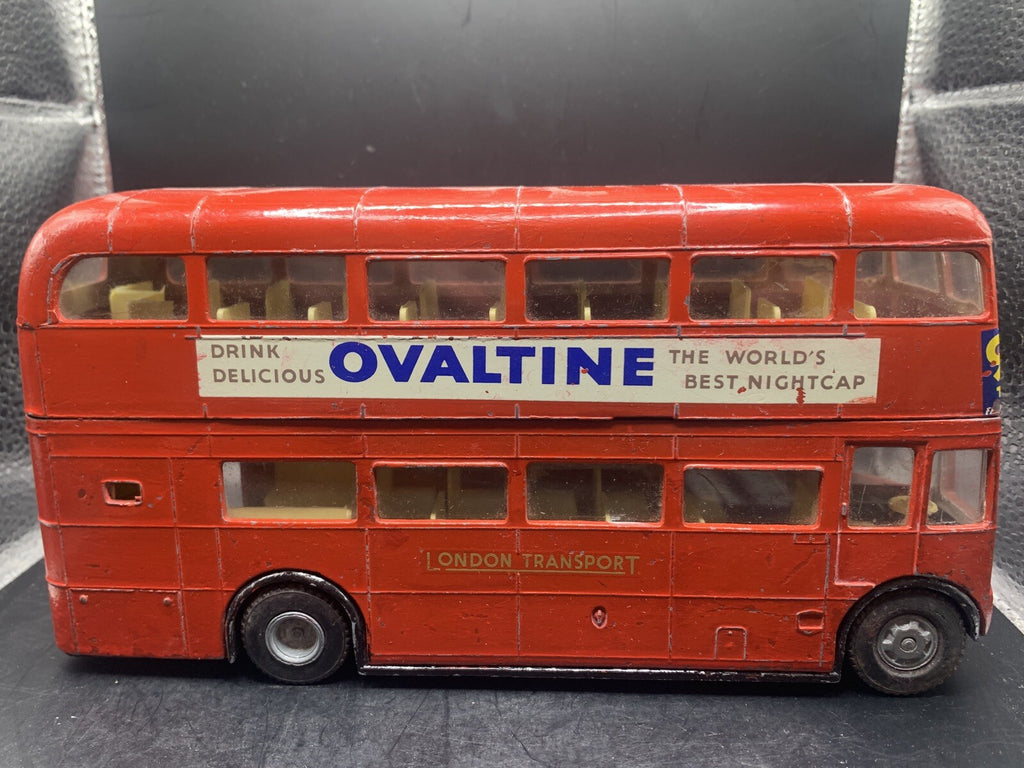 DRINK
DELICIOUS
OVALTINE
THE WORLD'S
BEST NIGHTCAP
LONDON TRANSPORT